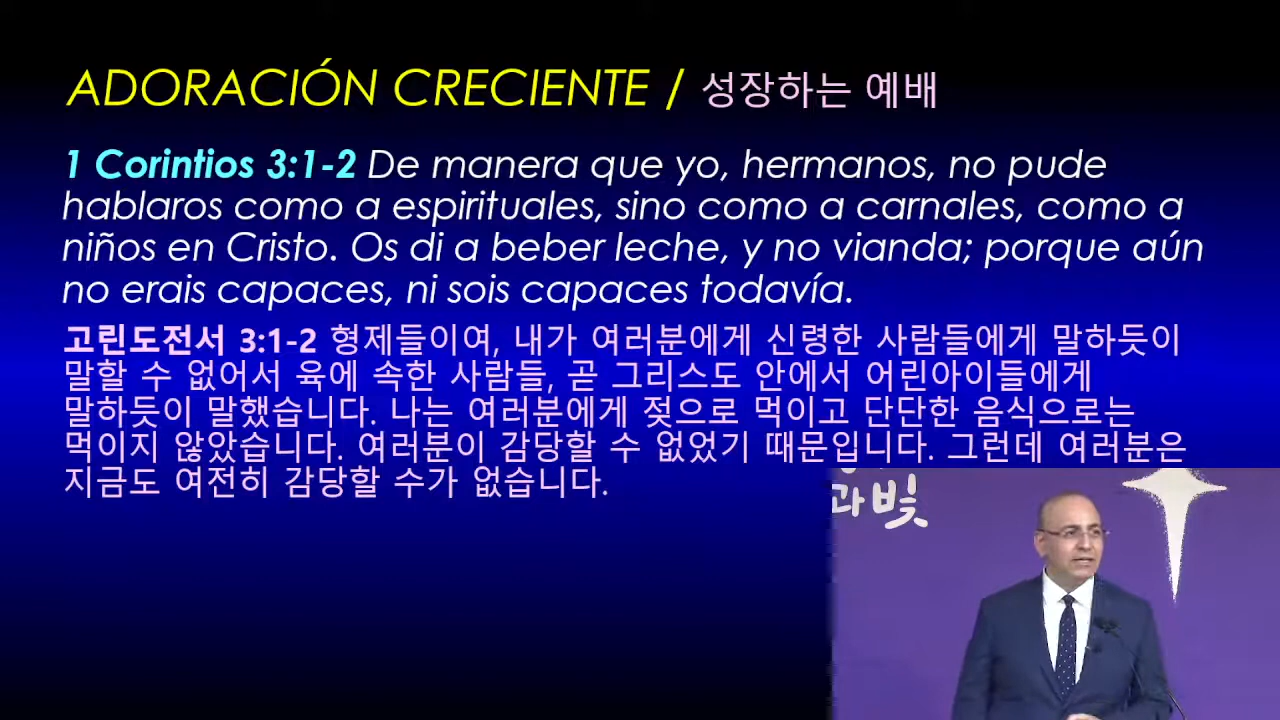 ADORACIÓN CRECIENTE / 성장하는 예배
1 Corintios 3:1-2 De manera que yo, hermanos, no pude
hablaros como a espirituales, sino como a carnales, como a
niños en Cristo. Os di a beber leche, y no vianda; porque aún
no erais capaces, ni sois capaces todavía.
고린도전서 3:1-2 형제들이여, 내가 여러분에게 신령한 사람들에게 말하듯이
말할 수 없어서 육에 속한 사람들, 곧 그리스도 안에서 어린아이들에게
말하듯이 말했습니다. 나는 여러분에게 젖으로 먹이고 단단한 음식으로는
먹이지 않았습니다. 여러분이 감당할 수 없었기 때문입니다. 그런데 여러분은
지금도 여전히 감당할 수가 없습니다.
과빛